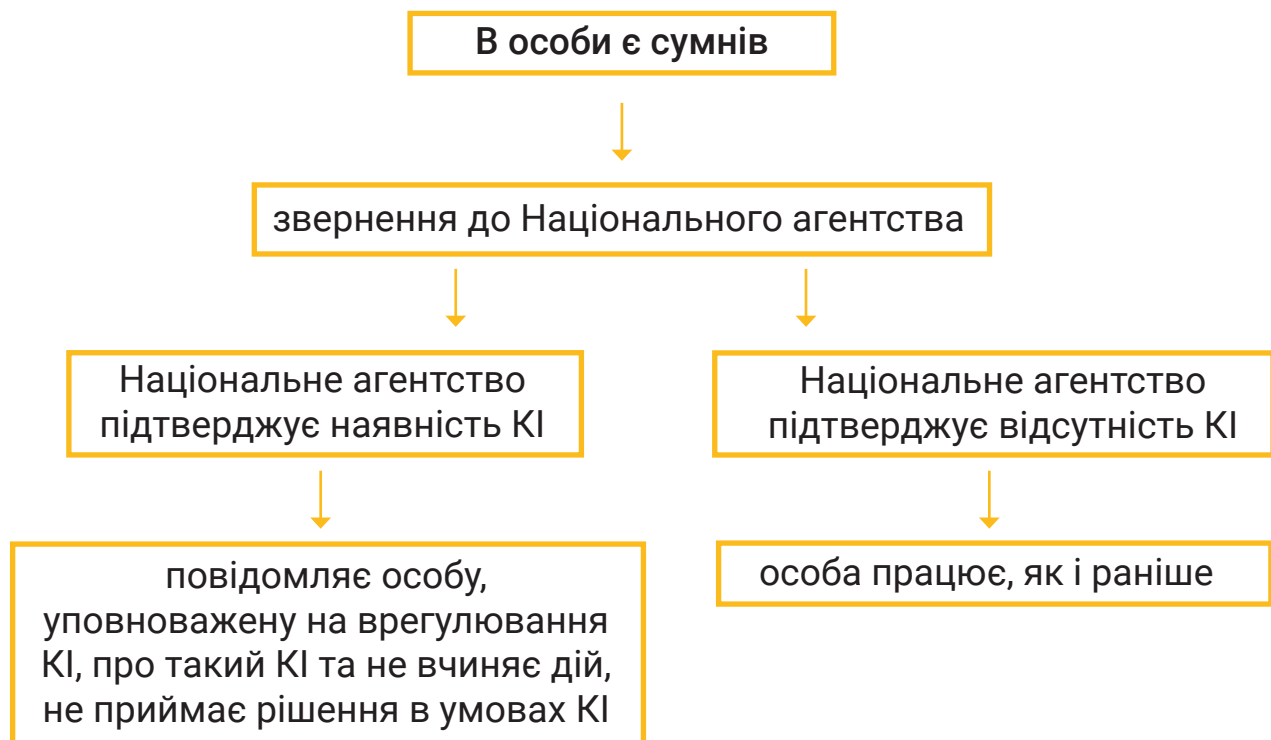 В особи є сумнів
звернення до Національного агентства
Національне агентство
підтверджує наявність КІ
Національне агентство
підтверджує відсутність КІ
повідомляє особу,
уповноважену на врегулювання
КІ, про такий КІ та не вчиняє дій,
не приймає рішення в умовах КІ
особа працює, як і раніше